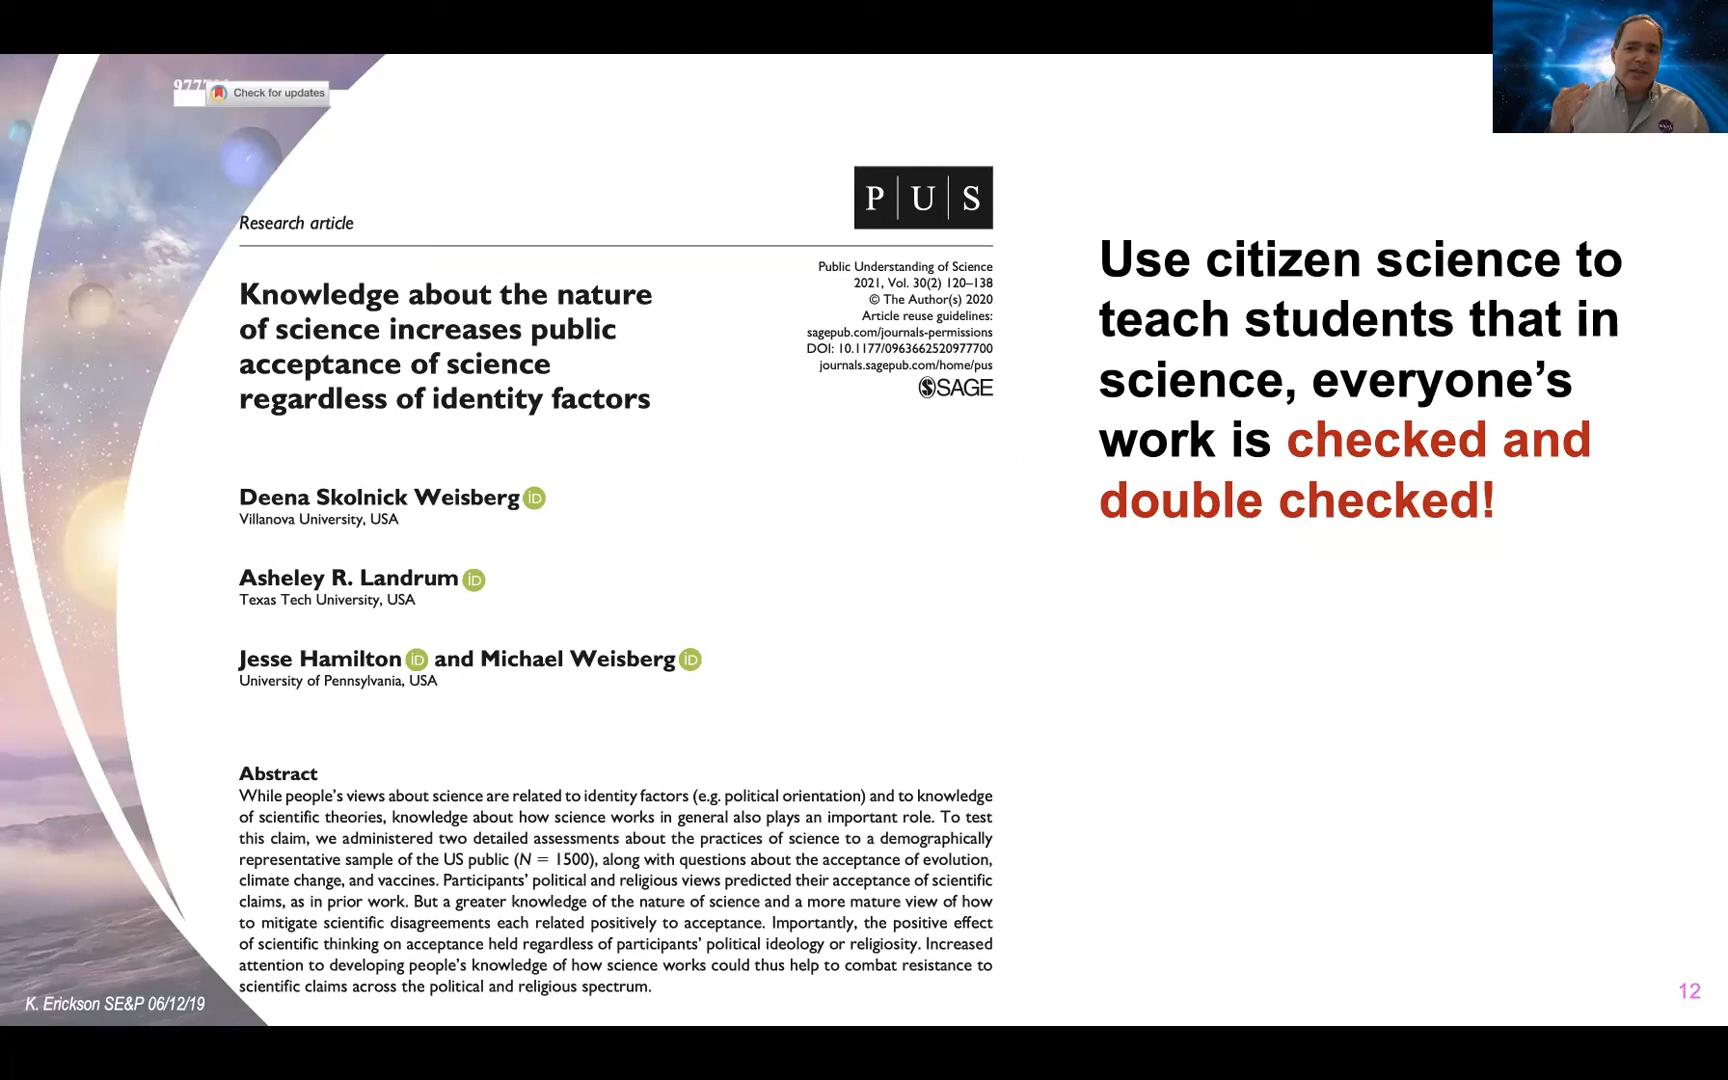 Check for updates
P|U|S
Research article
Public Understanding of Science
2021, Vol. 30(2) 120–138
© The Author(s) 2020
Article reuse guidelines:
sagepub.com/journals-permissions
DOI: 10.1177/0963662520977700
journals.sagepub.com/home/pus
SAGE
Knowledge about the nature
of science increases public
acceptance of science
regardless of identity factors
Deena Skolnick Weisberg iD
Villanova University, USA
Asheley R. Landrum iD
Texas Tech University, USA
Jesse Hamilton iD and Michael Weisberg iD
University of Pennsylvania, USA
Abstract
While people’s views about science are related to identity factors (e.g. political orientation) and to knowledge
of scientific theories, knowledge about how science works in general also plays an important role. To test
this claim, we administered two detailed assessments about the practices of science to a demographically
representative sample of the US public (N = 1500), along with questions about the acceptance of evolution,
climate change, and vaccines. Participants’ political and religious views predicted their acceptance of scientific
claims, as in prior work. But a greater knowledge of the nature of science and a more mature view of how
to mitigate scientific disagreements each related positively to acceptance. Importantly, the positive effect
of scientific thinking on acceptance held regardless of participants’ political ideology or religiosity. Increased
attention to developing people’s knowledge of how science works could thus help to combat resistance to
scientific claims across the political and religious spectrum.
Use citizen science to
teach students that in
science, everyone’s
work is checked and
double checked!
K. Erickson SE&P 06/12/19
12